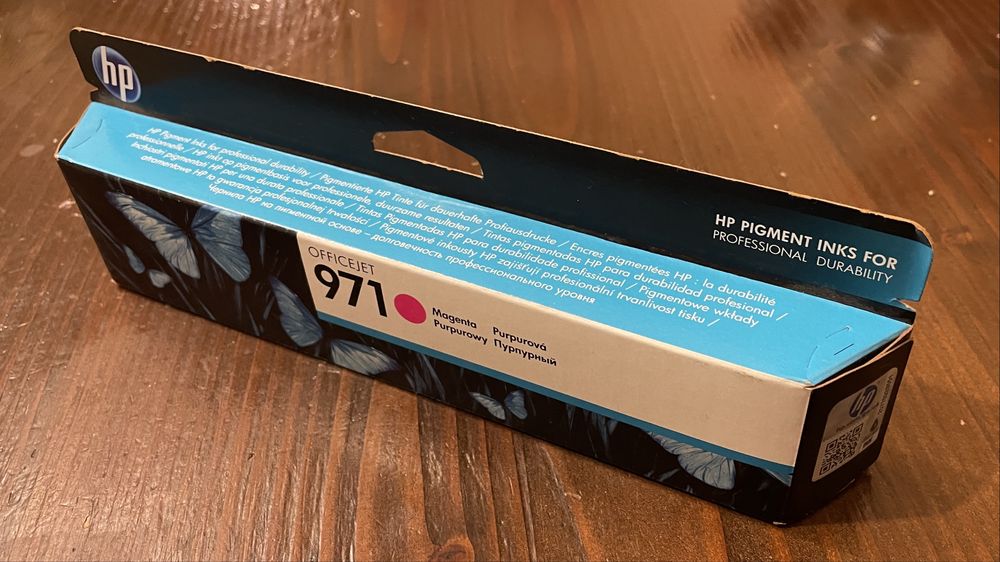 hp
HP PIGMENT INKS FOR
PROFESSIONAL DURABILITY
HP Pigment Inks for professional durability / Pigmentierte HP Tinte für dauerhafte Profiausdrucke / Encres pigmentées HP : la durabilité
professionnelle / HP inkt op pigmentbasis voor professionele, duurzame resultaten / Tintas pigmentadas HP para durabilidad profesional /
Inchiostri pigmentati HP per una durata professionale / Tintas Pigmentadas HP para durabilidade profissional / Pigmentowe wkłady
atramentowe HP to gwarancja profesjonalnej trwałości / Pigmentové inkousty HP zajišťují profesionální trvanlivost tisku /
Чернила HP на пигментной основе – долговечность профессионального уровня
OFFICEJET
971
Magenta Purpurová
Purpurowy Пурпурный
hp